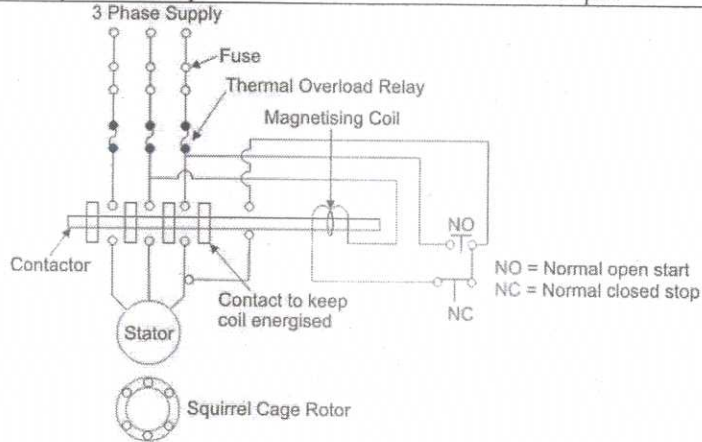 3 Phase Supply
Fuse
Thermal Overload Relay
Magnetising Coil
NO
Contactor
NO = Normal open start
NC = Normal closed stop
Contact to keep
coil energised
NC
Stator
Squirrel Cage Rotor